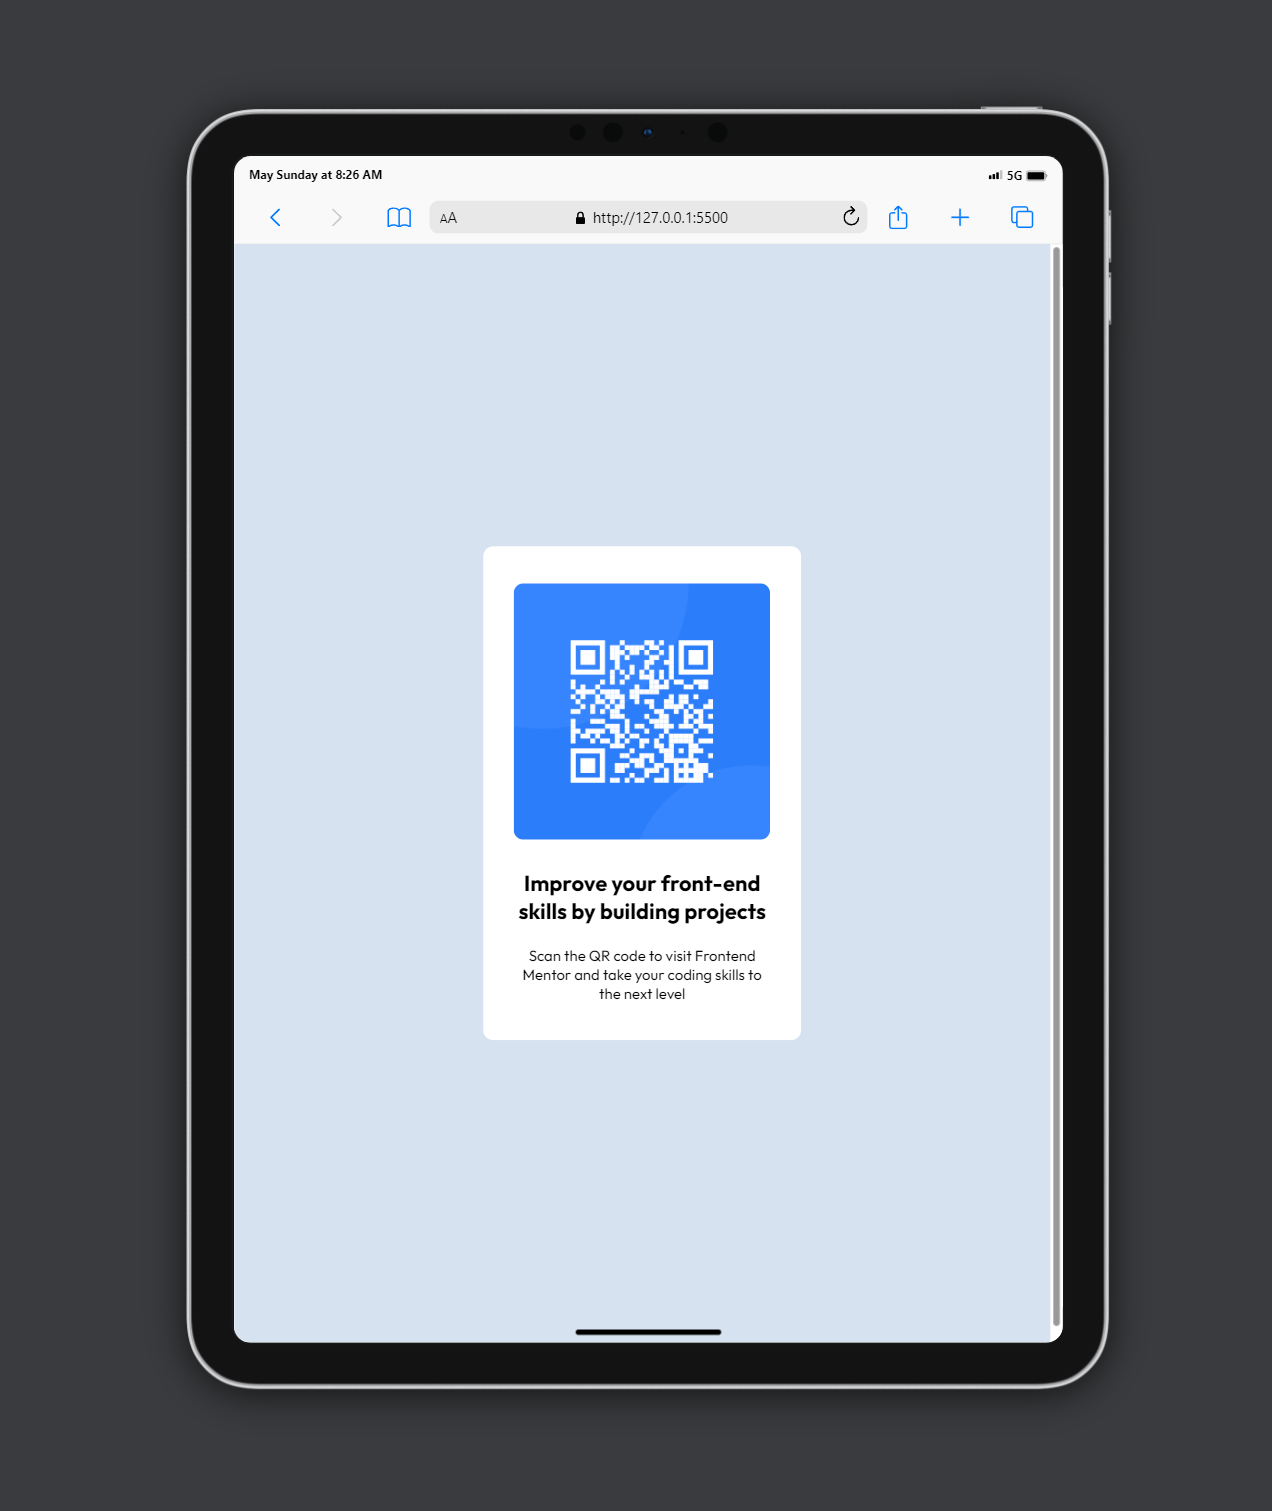 May Sunday at 8:26 AM
5G
AA
http://127.0.0.1:5500
Improve your front-end
skills by building projects
Scan the QR code to visit Frontend
Mentor and take your coding skills to
the next level